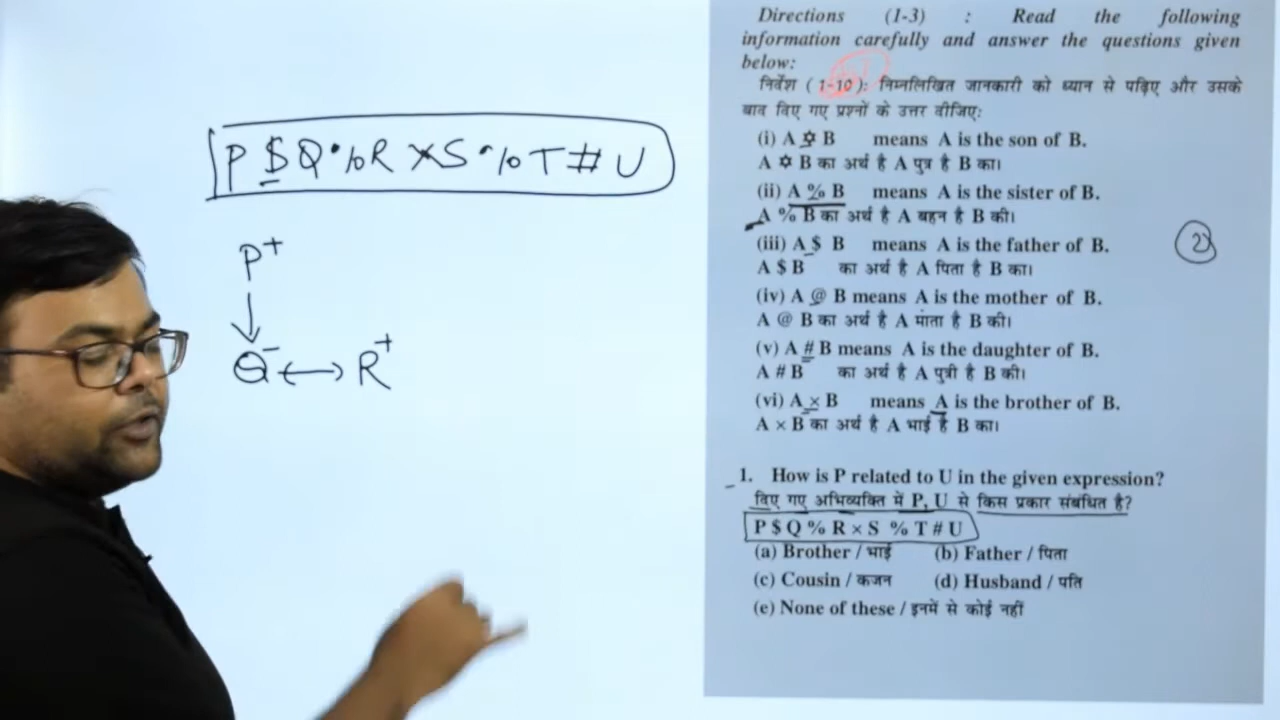 P $ Q % R × S % T # U
P+
Q- ↔ R+
Directions (1-3) : Read the following
information carefully and answer the questions given
below:
निर्देश ( 1-10 ): निम्नलिखित जानकारी को ध्यान से पढ़िए और उसके
बाद दिए गए प्रश्नों के उत्तर दीजिए:
(i) A ✡ B means A is the son of B.
A ✡ B का अर्थ है A पुत्र है B का।
(ii) A % B means A is the sister of B.
A % B का अर्थ है A बहन है B की।
(iii) A $ B means A is the father of B.
A $ B का अर्थ है A पिता है B का।
(iv) A @ B means A is the mother of B.
A @ B का अर्थ है A माता है B की।
(v) A # B means A is the daughter of B.
A # B का अर्थ है A पुत्री है B की।
(vi) A × B means A is the brother of B.
A × B का अर्थ है A भाई है B का।
2
1. How is P related to U in the given expression?
दिए गए अभिव्यक्ति में P, U से किस प्रकार संबंधित है?
P $ Q % R × S % T # U
(a) Brother / भाई (b) Father / पिता
(c) Cousin / कजन (d) Husband / पति
(e) None of these / इनमें से कोई नहीं